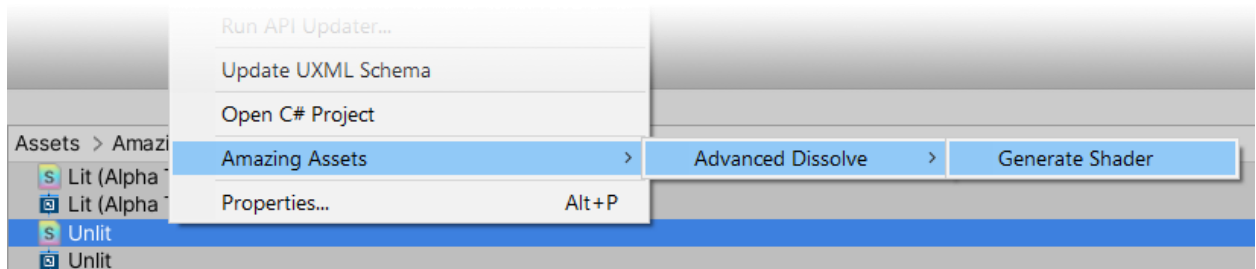 Run API Updater...
Update UXML Schema
Open C# Project
Assets > Amazi
Amazing Assets > Advanced Dissolve > Generate Shader
S Lit (Alpha T
Lit (Alpha T
Properties... Alt+P
S Unlit
Unlit